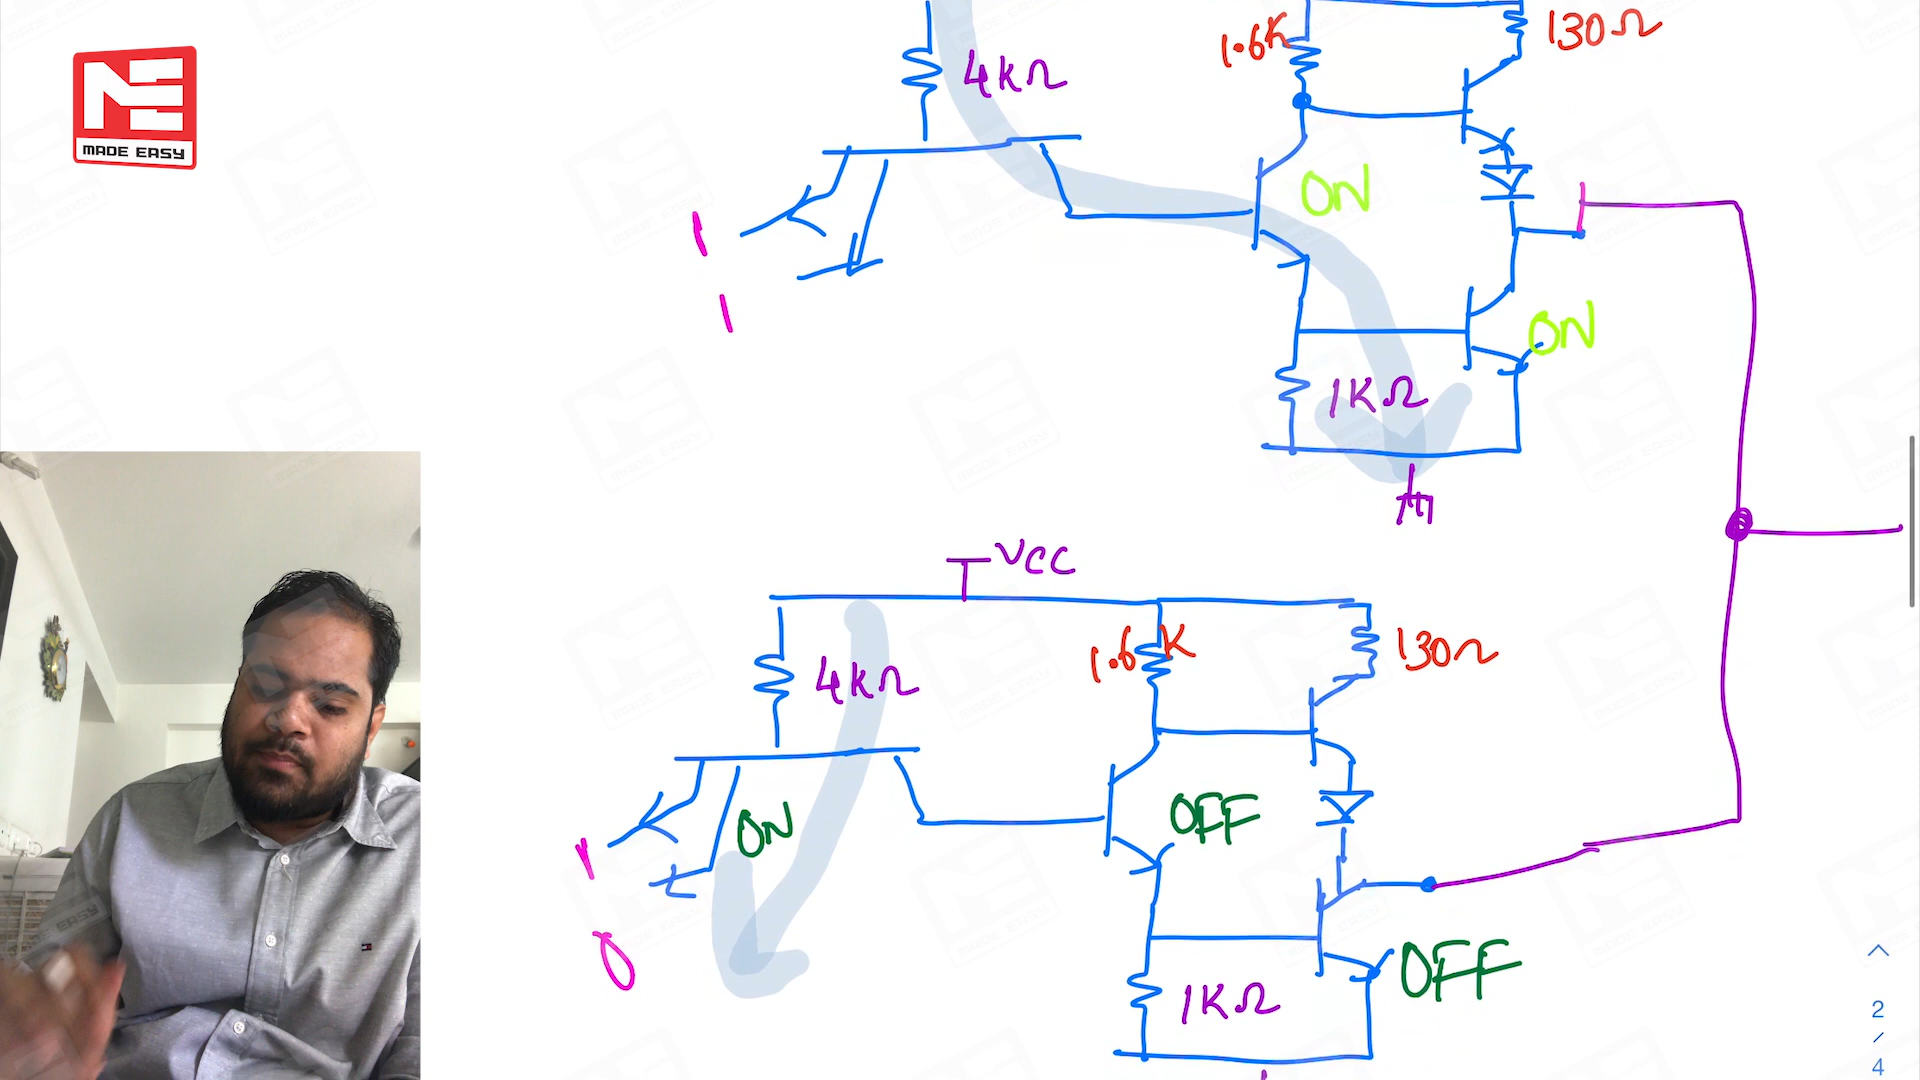 MADE EASY
1.6K
130Ω
4KΩ
ON
1
1
ON
1KΩ
VCC
1.6K
130Ω
4KΩ
ON
OFF
1
0
OFF
1KΩ
2
/
4